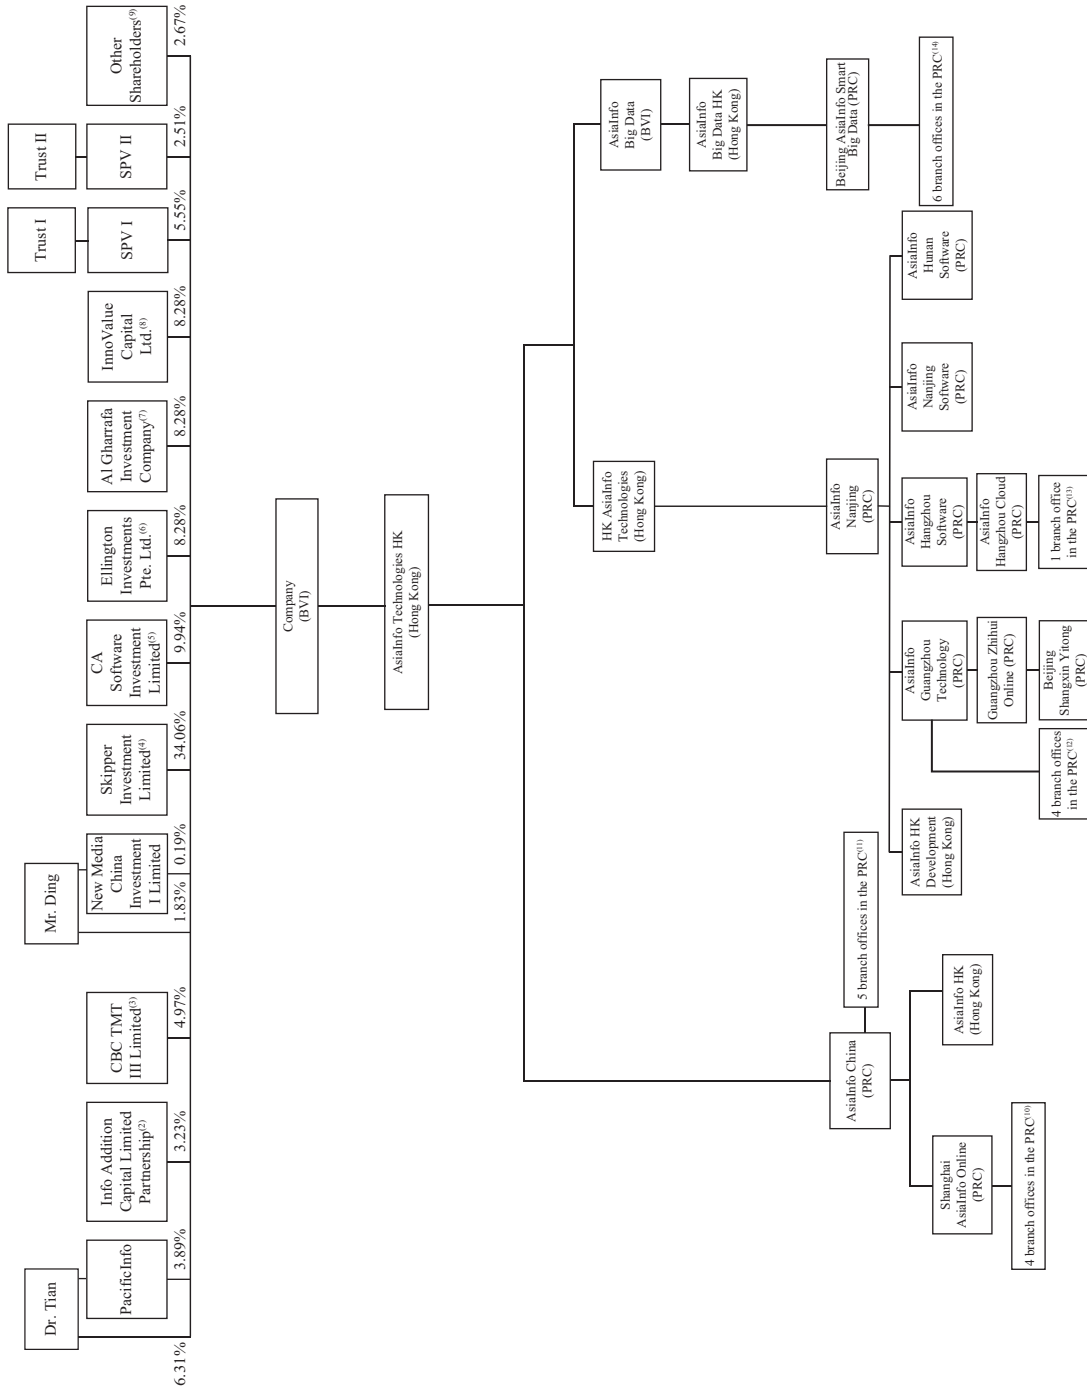 Dr. Tian
Mr. Ding
Trust I
Trust II
PacificInfo
Info Addition
Capital Limited
Partnership(2)
CBC TMT
III Limited(3)
New Media
China
Investment
I Limited
Skipper
Investment
Limited(4)
CA
Software
Investment
Limited(5)
Ellington
Investments
Pte. Ltd.(6)
Al Gharrafa
Investment
Company(7)
InnoValue
Capital
Ltd.(8)
SPV I
SPV II
Other
Shareholders(9)
6.31%
3.89%
3.23%
4.97%
1.83%
0.19%
34.06%
9.94%
8.28%
8.28%
8.28%
5.55%
2.51%
2.67%
Company
(BVI)
AsiaInfo Technologies HK
(Hong Kong)
HK AsiaInfo
Technologies
(Hong Kong)
AsiaInfo
Big Data
(BVI)
AsiaInfo
Big Data HK
(Hong Kong)
AsiaInfo China
(PRC)
5 branch offices in the PRC(11)
AsiaInfo
Nanjing
(PRC)
Beijing AsiaInfo Smart
Big Data (PRC)
Shanghai
AsiaInfo Online
(PRC)
AsiaInfo HK
(Hong Kong)
AsiaInfo HK
Development
(Hong Kong)
AsiaInfo
Guangzhou
Technology
(PRC)
AsiaInfo
Hangzhou
Software
(PRC)
AsiaInfo
Nanjing
Software
(PRC)
AsiaInfo
Hunan
Software
(PRC)
6 branch offices in the PRC(14)
Guangzhou Zhihui
Online (PRC)
AsiaInfo
Hangzhou Cloud
(PRC)
4 branch offices in the PRC(10)
4 branch offices
in the PRC(12)
Beijing
Shangxin Yitong
(PRC)
1 branch office
in the PRC(13)